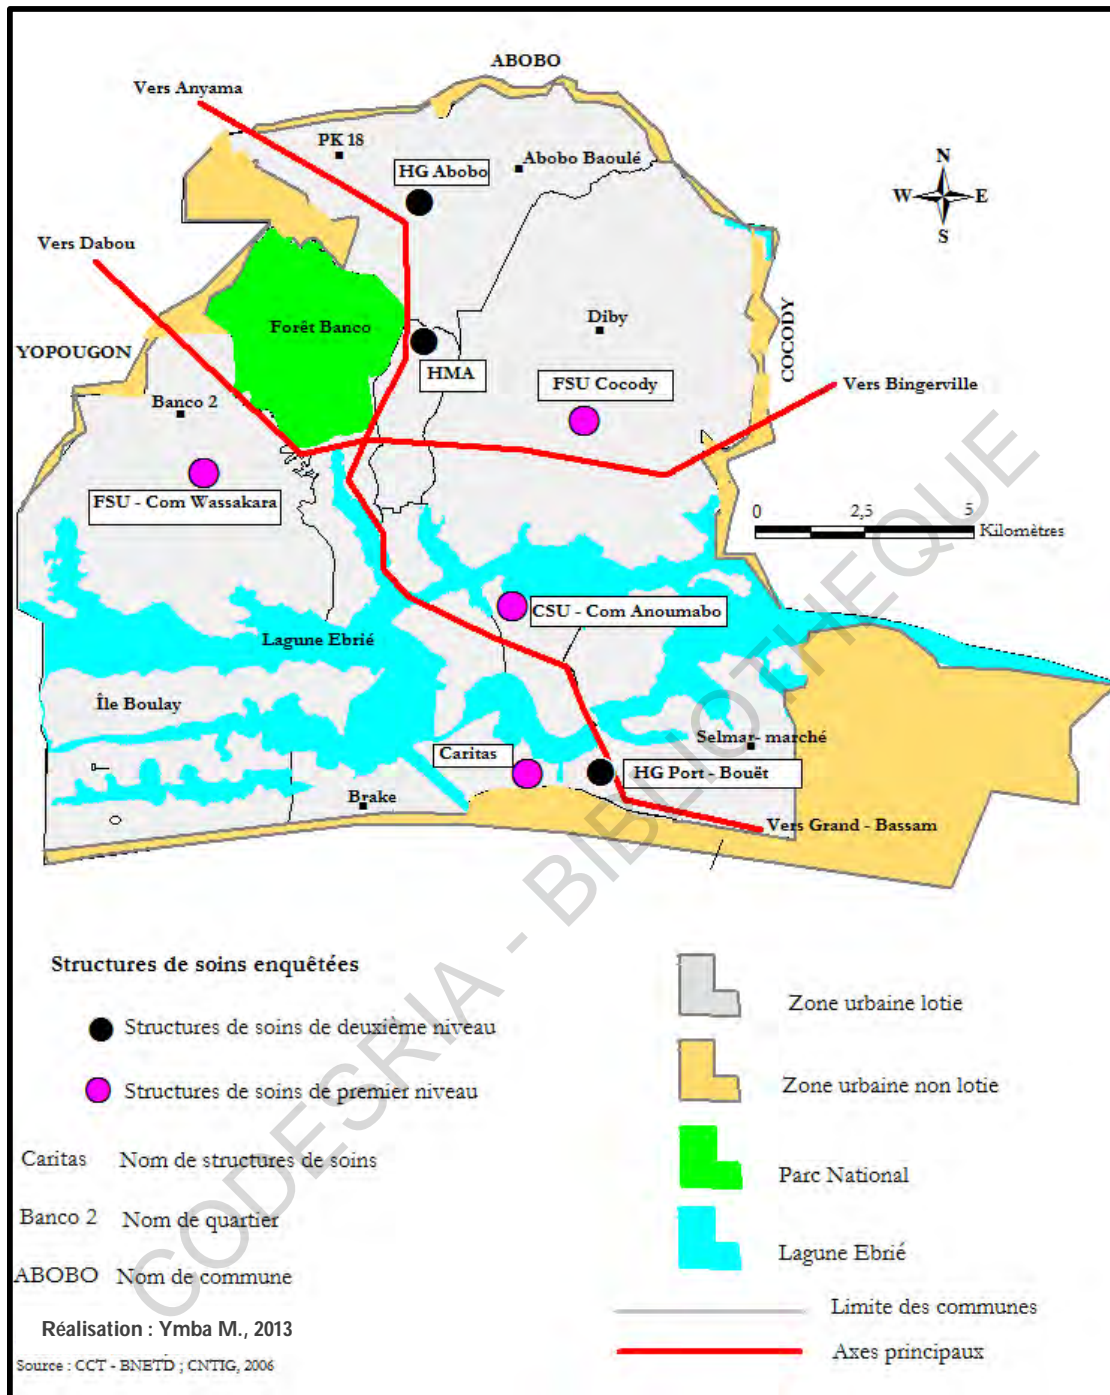 ABOBO
Vers Anyama
PK 18
Abobo Baoulé
HG Abobo
N
W E
S
Vers Dabou
Forêt Banco
Diby
COCODY
YOPOUGON
HMA
FSU Cocody
Vers Bingerville
Banco 2
FSU - Com Wassakara
0 2,5 5
Kilomètres
CSU - Com Anoumabo
Lagune Ebrié
Île Boulay
Selmar- marché
Caritas
HG Port - Bouët
Brake
Vers Grand - Bassam
CODESRIA - BIBLIOTHEQUE
Structures de soins enquêtées
Structures de soins de deuxième niveau
Structures de soins de premier niveau
Caritas Nom de structures de soins
Banco 2 Nom de quartier
ABOBO Nom de commune
Zone urbaine lotie
Zone urbaine non lotie
Parc National
Lagune Ebrié
Limite des communes
Axes principaux
Réalisation : Ymba M., 2013
Source : CCT - BNETD ; CNTIG, 2006